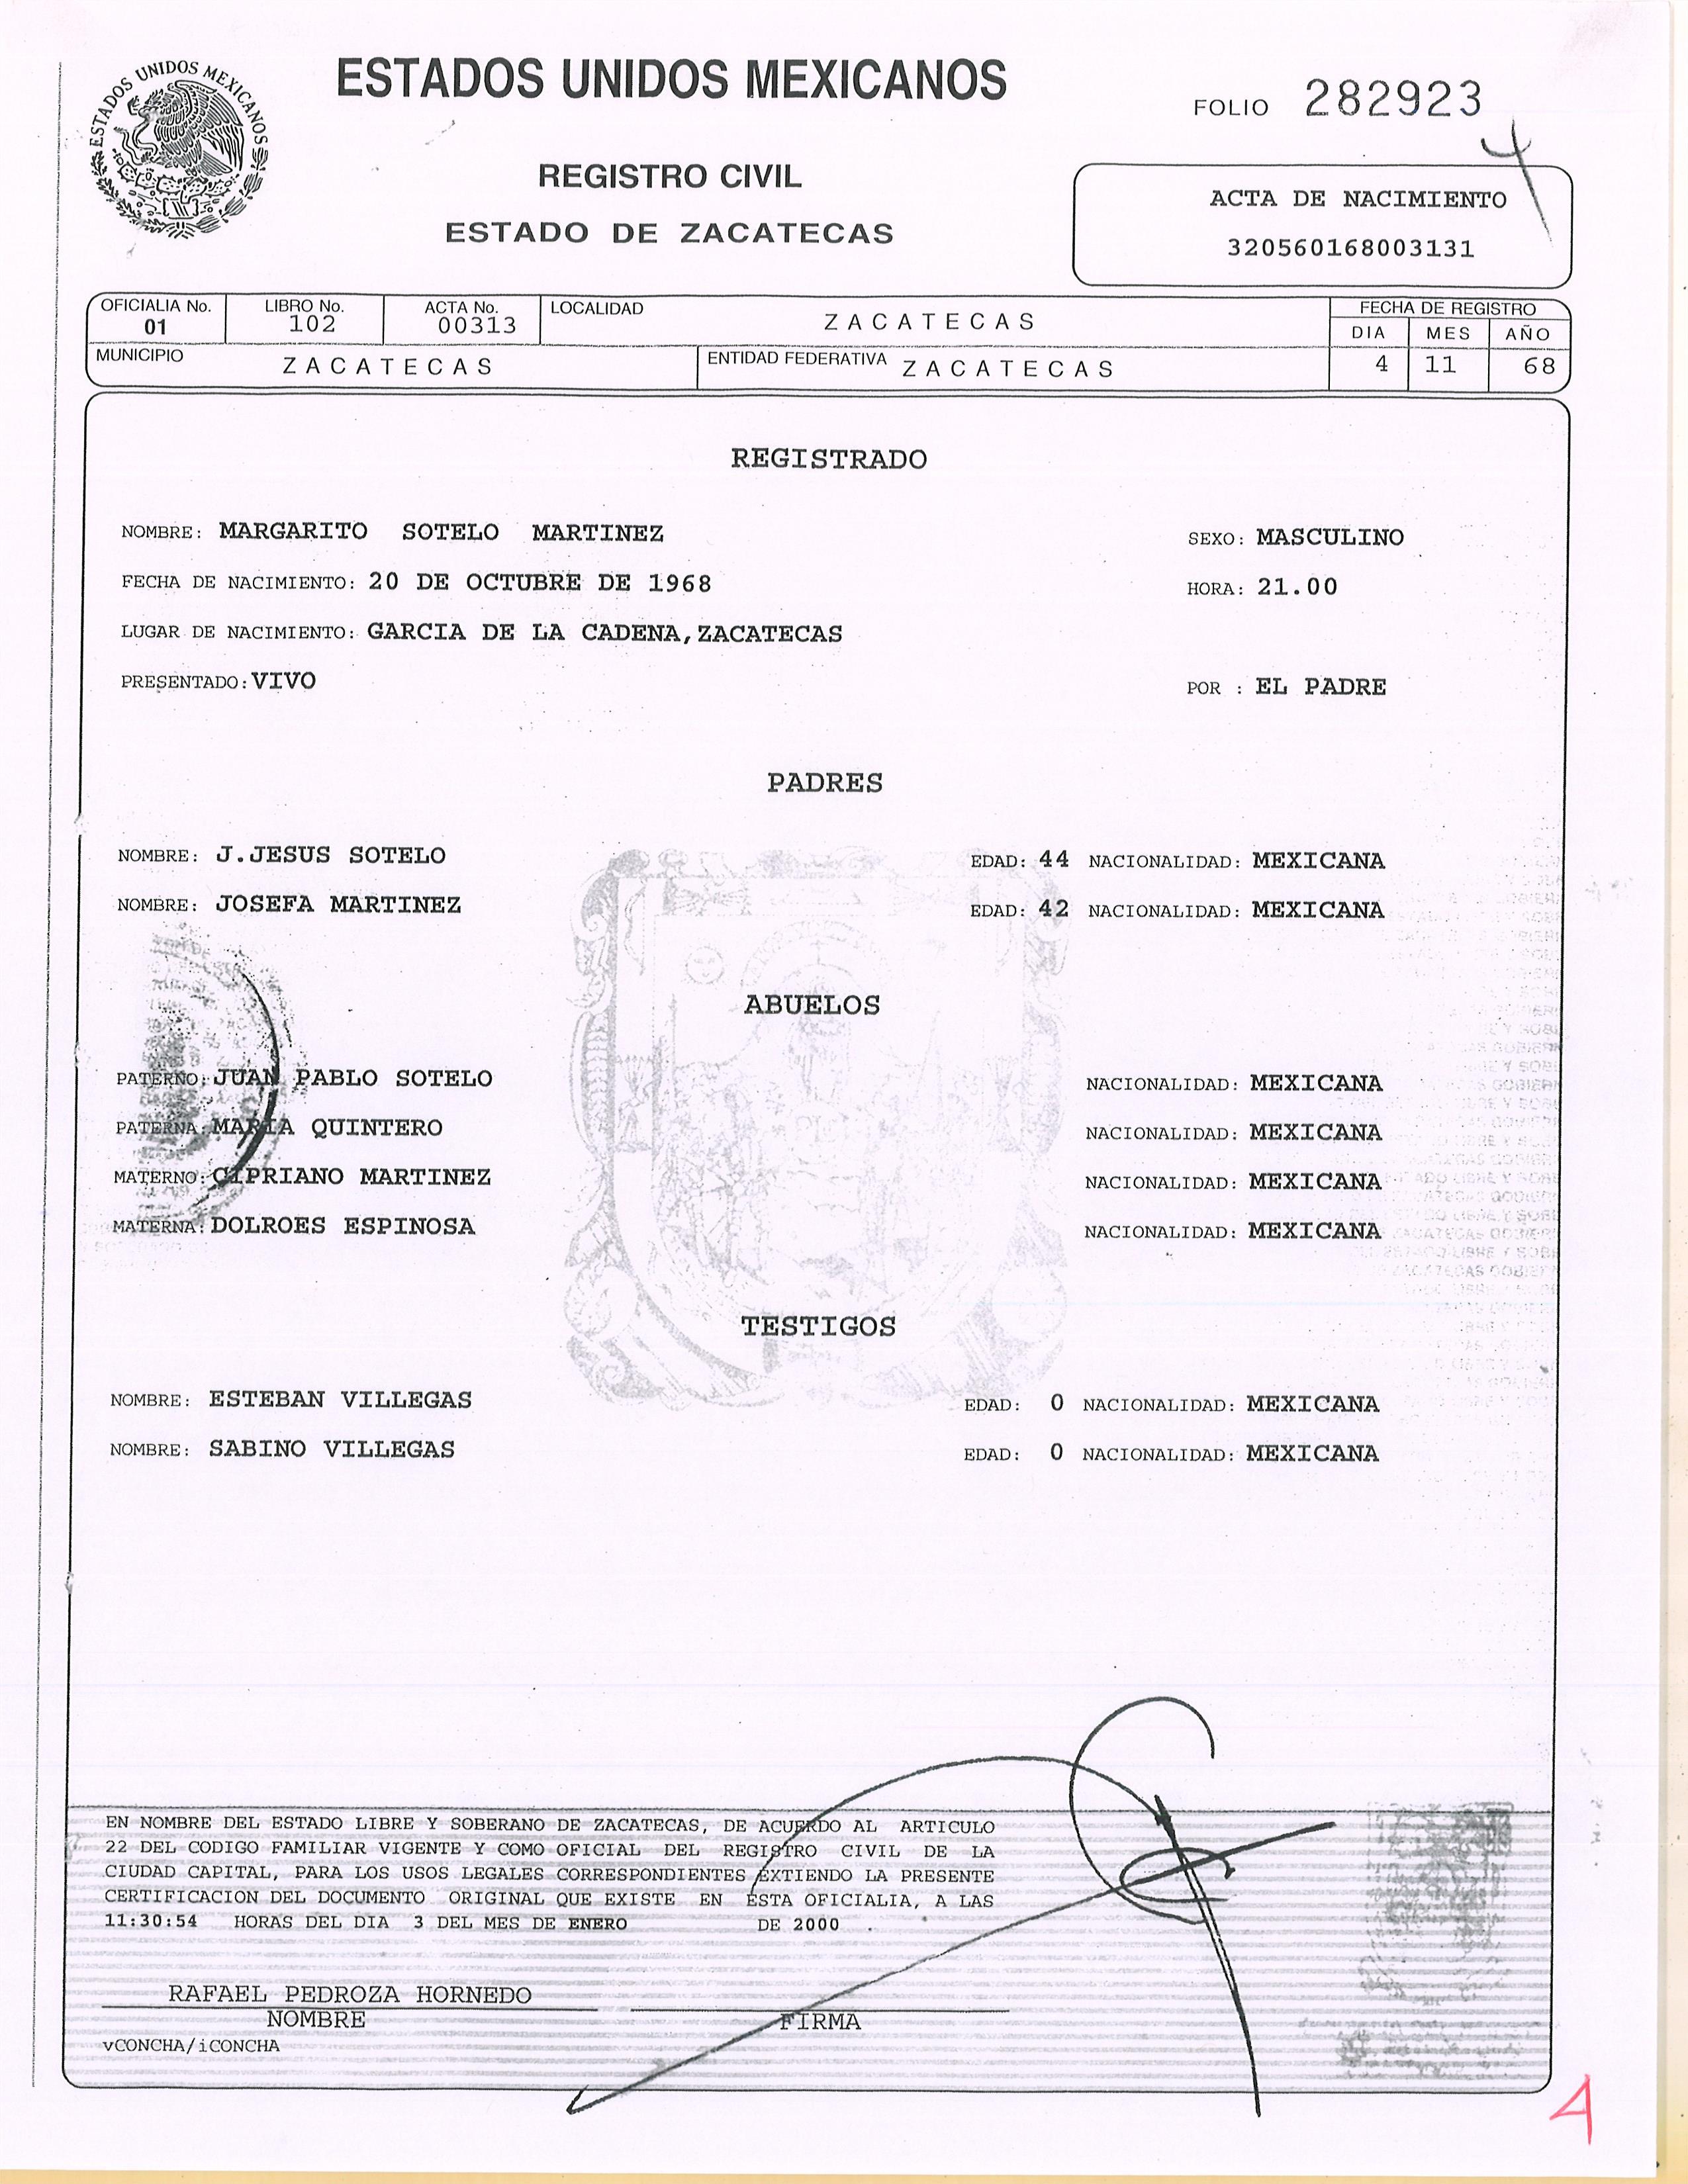 ESTADOS UNIDOS MEXICANOS
ESTADOS UNIDOS MEXICANOS
FOLIO 282923
4
REGISTRO CIVIL
ESTADO DE ZACATECAS
ACTA DE NACIMIENTO
320560168003131
OFICIALIA No. LIBRO No. ACTA No. LOCALIDAD FECHA DE REGISTRO
01 102 00313 ZACATECAS DIA MES AÑO
MUNICIPIO ZACATECAS ENTIDAD FEDERATIVA ZACATECAS 4 11 68
REGISTRADO
NOMBRE: MARGARITO SOTELO MARTINEZ SEXO: MASCULINO
FECHA DE NACIMIENTO: 20 DE OCTUBRE DE 1968 HORA: 21.00
LUGAR DE NACIMIENTO: GARCIA DE LA CADENA,ZACATECAS
PRESENTADO: VIVO POR : EL PADRE
PADRES
NOMBRE: J.JESUS SOTELO EDAD: 44 NACIONALIDAD: MEXICANA
NOMBRE: JOSEFA MARTINEZ EDAD: 42 NACIONALIDAD: MEXICANA
ABUELOS
PATERNO: JUAN PABLO SOTELO NACIONALIDAD: MEXICANA
PATERNA: MARIA QUINTERO NACIONALIDAD: MEXICANA
MATERNO: CIPRIANO MARTINEZ NACIONALIDAD: MEXICANA
MATERNA: DOLROES ESPINOSA NACIONALIDAD: MEXICANA
TESTIGOS
NOMBRE: ESTEBAN VILLEGAS EDAD: 0 NACIONALIDAD: MEXICANA
NOMBRE: SABINO VILLEGAS EDAD: 0 NACIONALIDAD: MEXICANA
EN NOMBRE DEL ESTADO LIBRE Y SOBERANO DE ZACATECAS, DE ACUERDO AL ARTICULO
22 DEL CODIGO FAMILIAR VIGENTE Y COMO OFICIAL DEL REGISTRO CIVIL DE LA
CIUDAD CAPITAL, PARA LOS USOS LEGALES CORRESPONDIENTES EXTIENDO LA PRESENTE
CERTIFICACION DEL DOCUMENTO ORIGINAL QUE EXISTE EN ESTA OFICIALIA, A LAS
11:30:54 HORAS DEL DIA 3 DEL MES DE ENERO DE 2000 .
RAFAEL PEDROZA HORNEDO
NOMBRE FIRMA
vCONCHA/iCONCHA
A